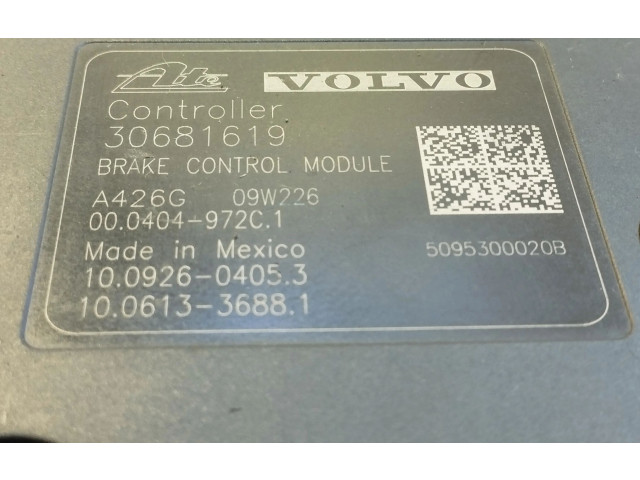 Ate VOLVO
Controller
30681619
BRAKE CONTROL MODULE
A426G 09W226
00.0404-972C.1
Made in Mexico 5095300020B
10.0926-0405.3
10.0613-3688.1